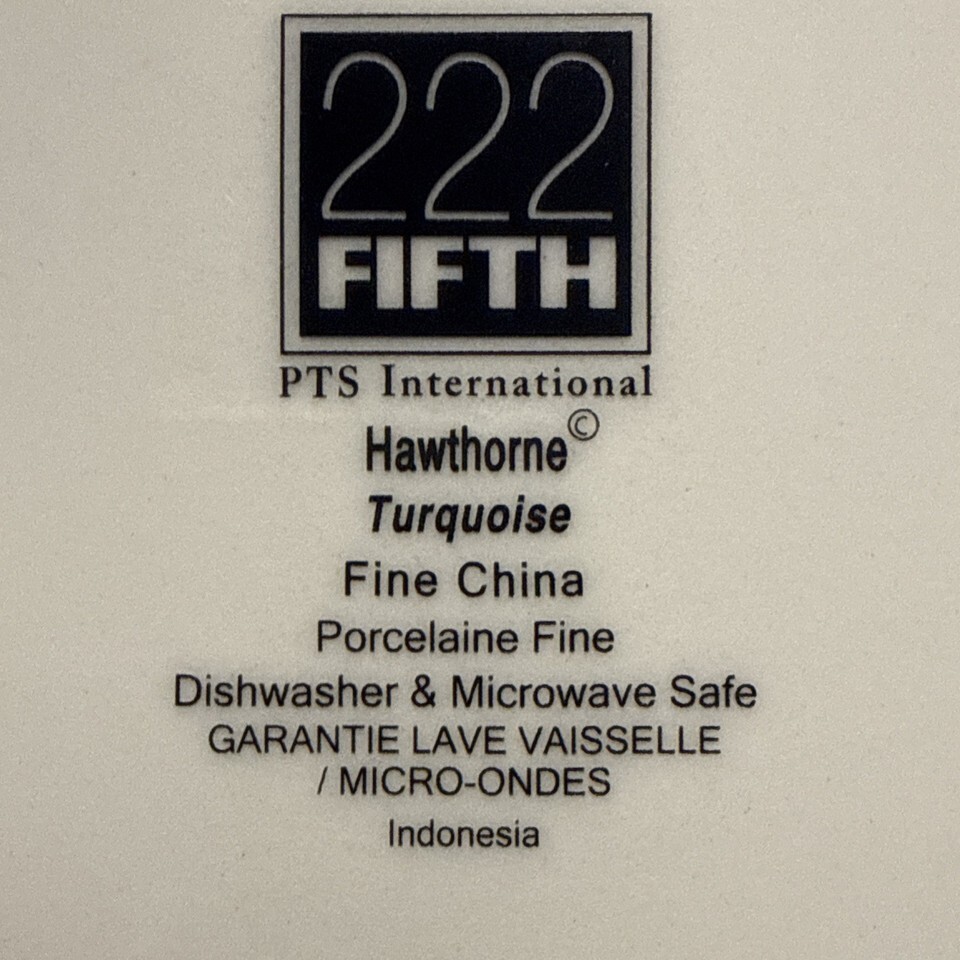 222
FIFTH
PTS International
Hawthorne©
Turquoise
Fine China
Porcelaine Fine
Dishwasher & Microwave Safe
GARANTIE LAVE VAISSELLE
/ MICRO-ONDES
Indonesia